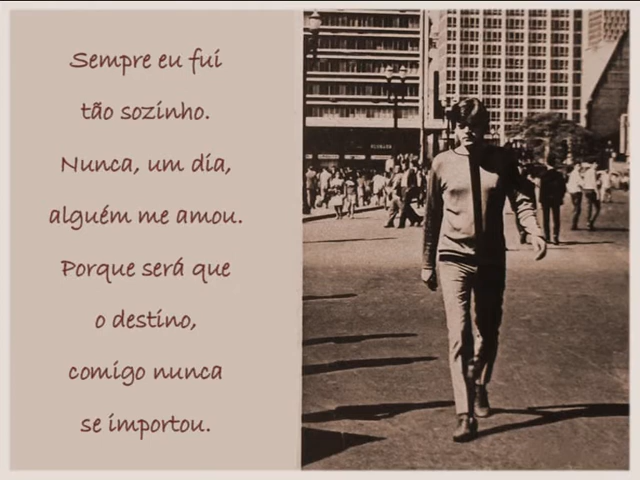 Sempre eu fui
tão sozinho.
Nunca, um dia,
alguém me amou.
Porque será que
o destino,
comigo nunca
se importou.